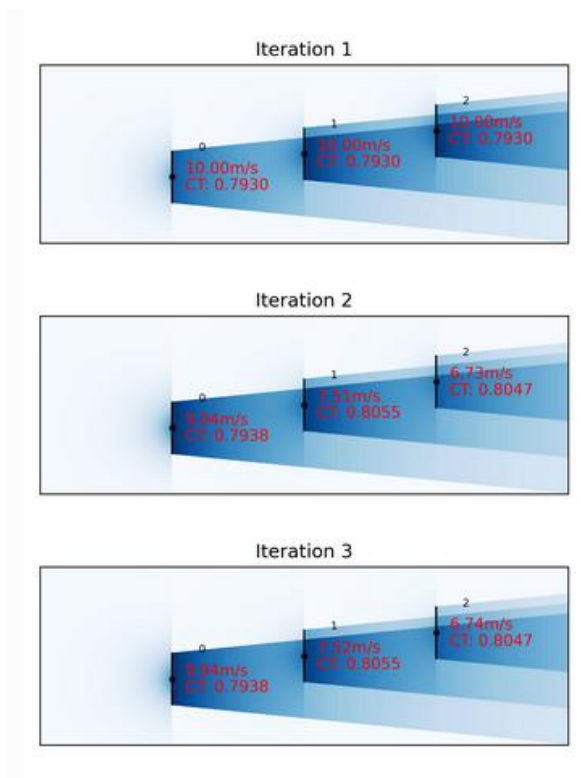 Iteration 1
0
10.00m/s
CT: 0.7930
1
10.00m/s
CT: 0.7930
2
10.00m/s
CT: 0.7930
Iteration 2
0
9.94m/s
CT: 0.7938
1
7.51m/s
CT: 0.8055
2
6.73m/s
CT: 0.8047
Iteration 3
0
9.94m/s
CT: 0.7938
1
7.52m/s
CT: 0.8055
2
6.74m/s
CT: 0.8047